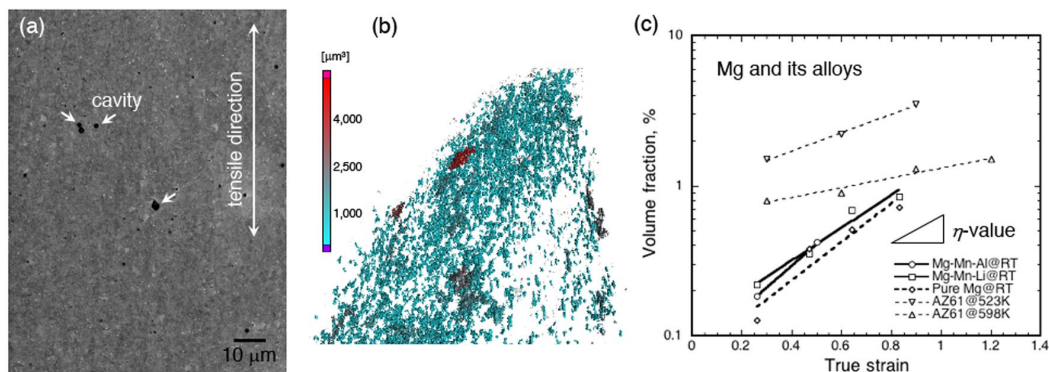 (a)
cavity
tensile direction
10 μm
(b)
[μm³]
4,000
2,500
1,000
(c)
Mg and its alloys
Volume fraction, %
10
1
0.1
η-value
Mg-Mn-Al@RT
Mg-Mn-Li@RT
Pure Mg@RT
AZ61@523K
AZ61@598K
0 0.2 0.4 0.6 0.8 1 1.2 1.4
True strain